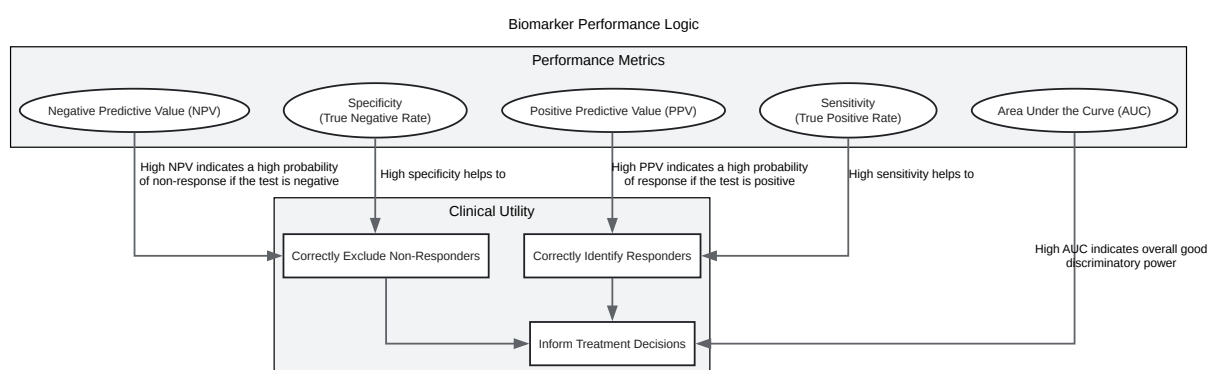 Biomarker Performance Logic
Performance Metrics
Negative Predictive Value (NPV)
Specificity
(True Negative Rate)
Positive Predictive Value (PPV)
Sensitivity
(True Positive Rate)
Area Under the Curve (AUC)
High NPV indicates a high probability
of non-response if the test is negative
High specificity helps to
High PPV indicates a high probability
of response if the test is positive
High sensitivity helps to
Clinical Utility
Correctly Exclude Non-Responders
Correctly Identify Responders
High AUC indicates overall good
discriminatory power
Inform Treatment Decisions